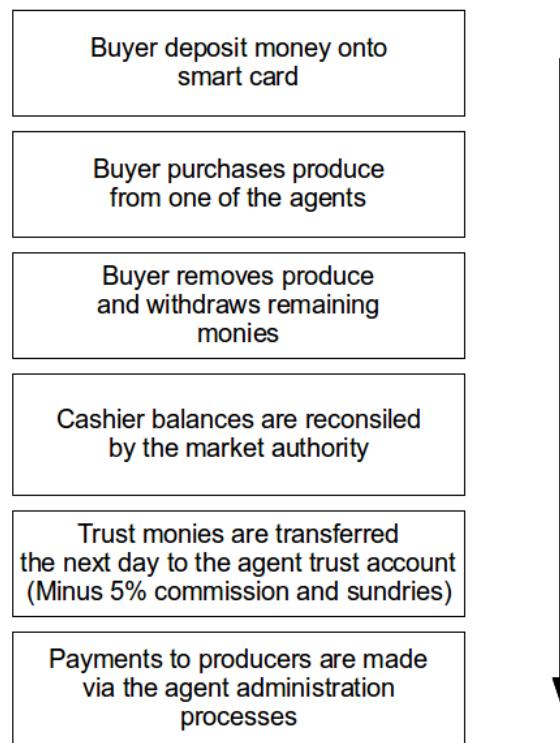 Buyer deposit money onto
smart card
Buyer purchases produce
from one of the agents
Buyer removes produce
and withdraws remaining
monies
Cashier balances are reconsiled
by the market authority
Trust monies are transferred
the next day to the agent trust account
(Minus 5% commission and sundries)
Payments to producers are made
via the agent administration
processes